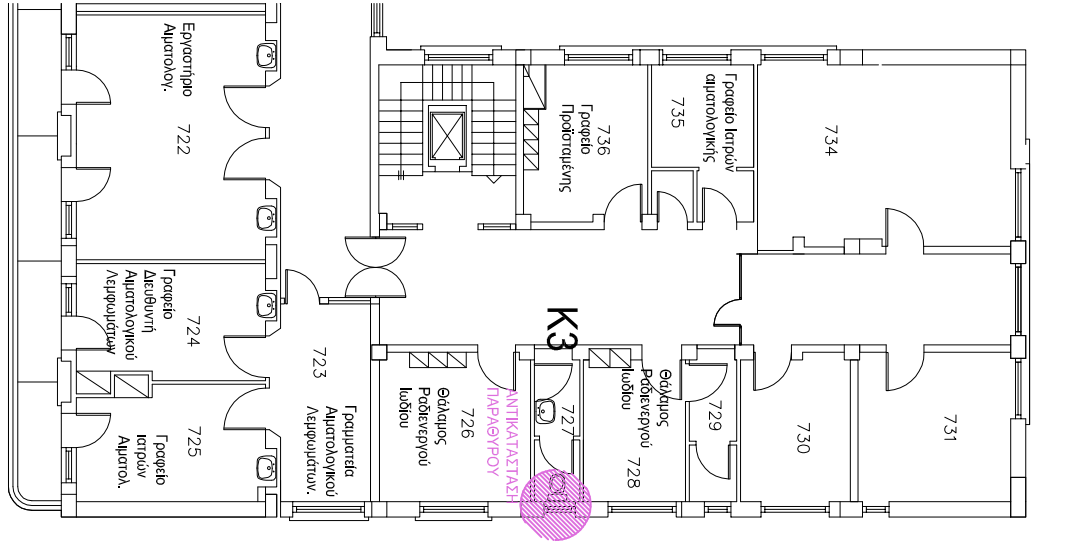 Εργαστήριο
Αιματολογ.
722
Γραφείο
Διευθυντή
Αιματολογικού
Λεμφωμάτων
724
Γραφείο
Ιατρών
Αιματολ.
725
723
Γραμματεία
Αιματολογικού
Λεμφωμάτων.
736
Γραφείο
Προϊσταμένης
735
Γραφείο Ιατρών
αιματολογικής
734
K3
726
Θάλαμος
Ραδιενεργού
Ιωδίου
ΑΝΤΙΚΑΤΑΣΤΑΣΗ
ΠΑΡΑΘΥΡΟΥ
727
Θάλαμος
Ραδιενεργού
Ιωδίου
728
729
730
731